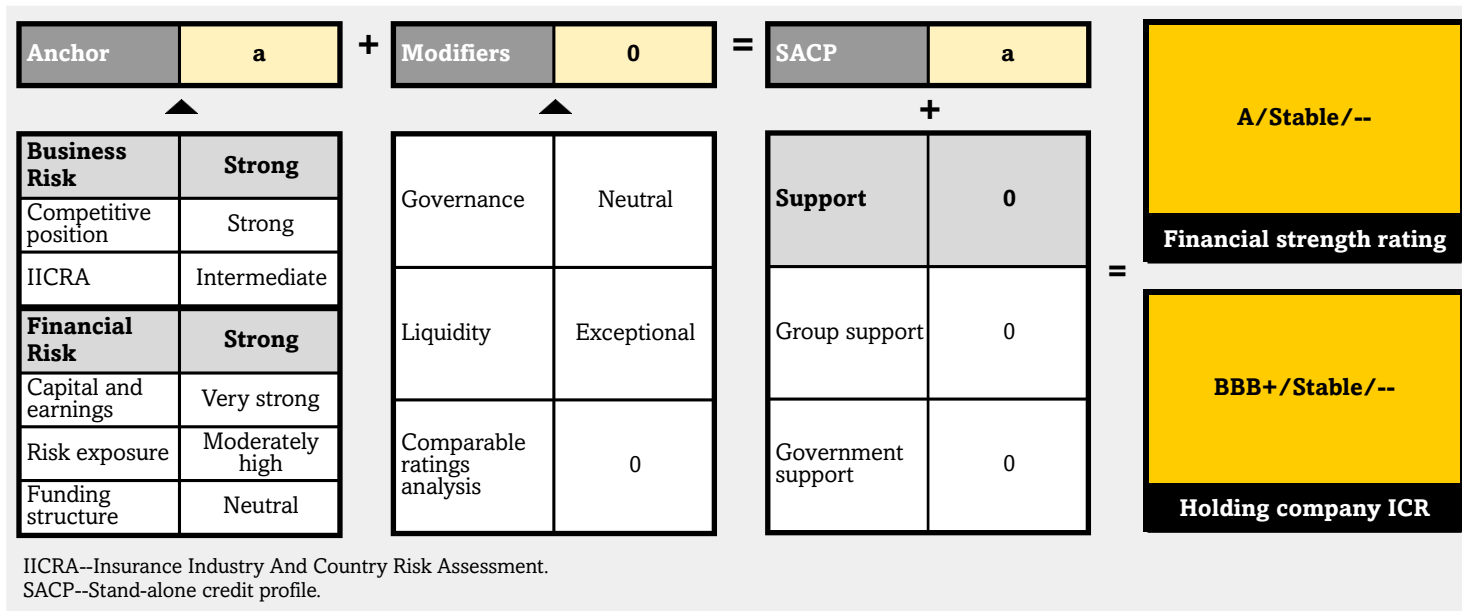 Anchor a + Modifiers 0 = SACP a
+
Business
Risk
Strong
Competitive
position
Strong
IICRA Intermediate
Financial
Risk
Strong
Capital and
earnings
Very strong
Risk exposure
Moderately
high
Funding
structure
Neutral
Governance Neutral
Liquidity Exceptional
Comparable
ratings
analysis
0
Support 0
Group support 0
Government
support
0
=
A/Stable/--
Financial strength rating
BBB+/Stable/--
Holding company ICR
IICRA--Insurance Industry And Country Risk Assessment.
SACP--Stand-alone credit profile.